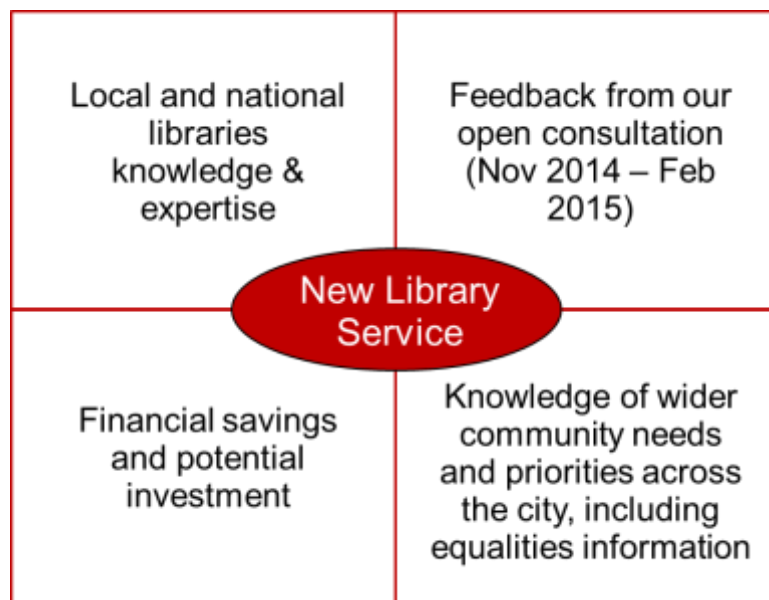 Local and national
libraries
knowledge &
expertise
Feedback from our
open consultation
(Nov 2014 – Feb
2015)
New Library
Service
Financial savings
and potential
investment
Knowledge of wider
community needs
and priorities across
the city, including
equalities information